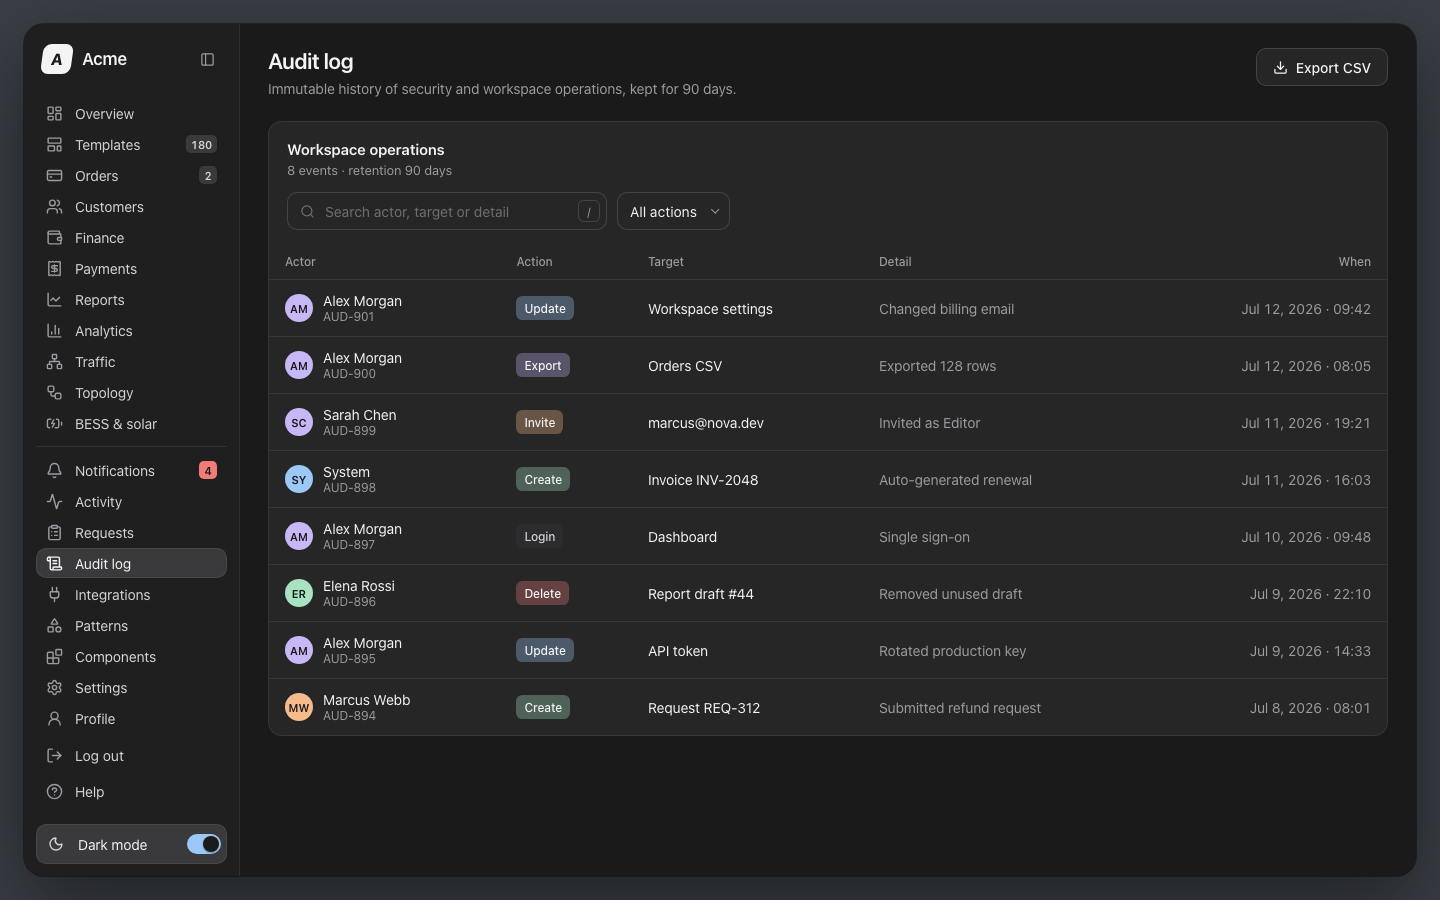 A Acme
Overview
Templates 180
Orders 2
Customers
Finance
Payments
Reports
Analytics
Traffic
Topology
BESS & solar
Notifications 4
Activity
Requests
Audit log
Integrations
Patterns
Components
Settings
Profile
Log out
Help
Dark mode
Audit log
Immutable history of security and workspace operations, kept for 90 days.
Export CSV
Workspace operations
8 events · retention 90 days
Search actor, target or detail /
All actions
Actor Action Target Detail When
AM Alex Morgan Update Workspace settings Changed billing email Jul 12, 2026 · 09:42
AUD-901
AM Alex Morgan Export Orders CSV Exported 128 rows Jul 12, 2026 · 08:05
AUD-900
SC Sarah Chen Invite marcus@nova.dev Invited as Editor Jul 11, 2026 · 19:21
AUD-899
SY System Create Invoice INV-2048 Auto-generated renewal Jul 11, 2026 · 16:03
AUD-898
AM Alex Morgan Login Dashboard Single sign-on Jul 10, 2026 · 09:48
AUD-897
ER Elena Rossi Delete Report draft #44 Removed unused draft Jul 9, 2026 · 22:10
AUD-896
AM Alex Morgan Update API token Rotated production key Jul 9, 2026 · 14:33
AUD-895
MW Marcus Webb Create Request REQ-312 Submitted refund request Jul 8, 2026 · 08:01
AUD-894